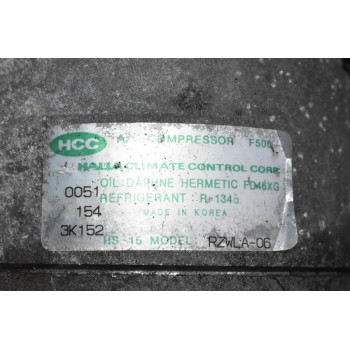 HCC A/C COMPRESSOR F500
HALLA CLIMATE CONTROL CORP.
OIL: DAPHNE HERMETIC FD46XG
0051 REFRIGERANT : R-134a
154 MADE IN KOREA
3K152
HS-15 MODEL: RZWLA-06